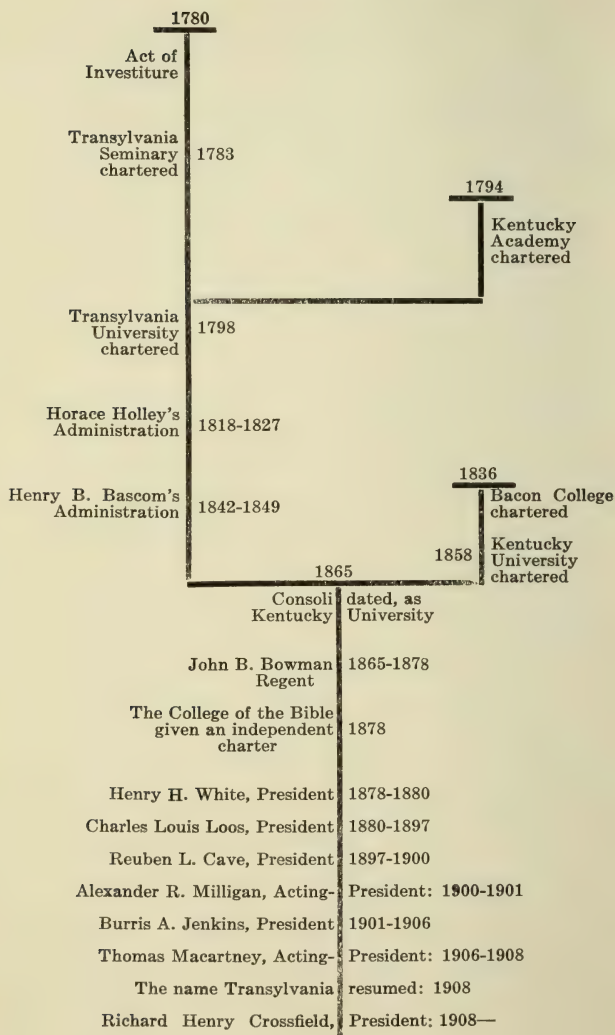 1780
Act of
Investiture
Transylvania
Seminary
chartered
1783
1794
Kentucky
Academy
chartered
Transylvania
University
chartered
1798
Horace Holley's
Administration
1818-1827
Henry B. Bascom's
Administration
1842-1849
1836
Bacon College
chartered
1858
Kentucky
University
chartered
1865
Consoli dated, as
Kentucky University
John B. Bowman
Regent
1865-1878
The College of the Bible
given an independent
charter
1878
Henry H. White, President 1878-1880
Charles Louis Loos, President 1880-1897
Reuben L. Cave, President 1897-1900
Alexander R. Milligan, Acting- President: 1900-1901
Burris A. Jenkins, President 1901-1906
Thomas Macartney, Acting- President: 1906-1908
The name Transylvania resumed: 1908
Richard Henry Crossfield, President: 1908—